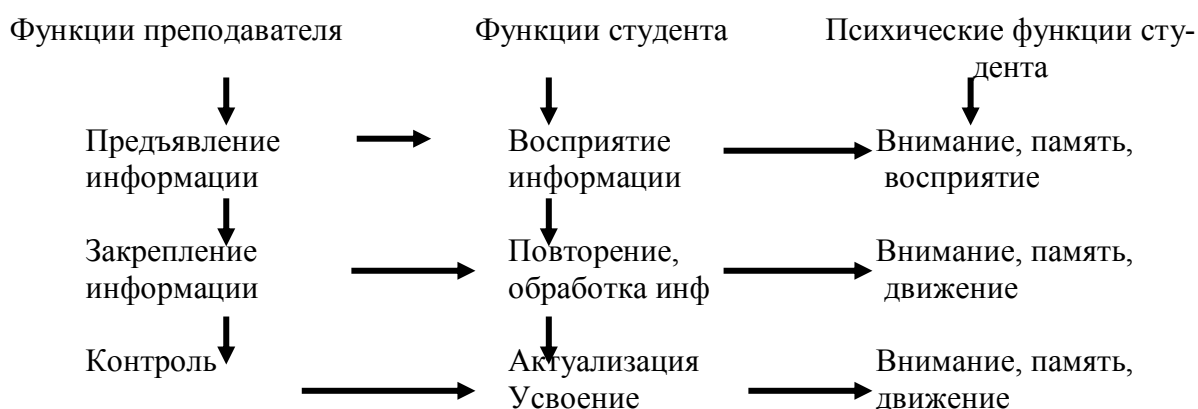 Функции преподавателя Функции студента Психические функции сту-
дента
Предъявление Восприятие Внимание, память,
информации информации восприятие
Закрепление Повторение, Внимание, память,
информации обработка инф движение
Контроль Актуализация Внимание, память,
Усвоение движение